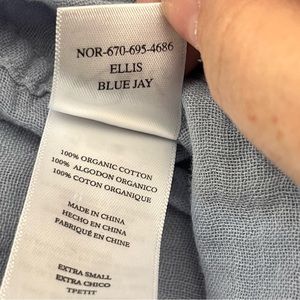 NOR-670-695-4686
ELLIS
BLUE JAY
100% ORGANIC COTTON
100% ALGODON ORGANICO
100% COTON ORGANIQUE
MADE IN CHINA
HECHO EN CHINA
FABRIQUÉ EN CHINE
EXTRA SMALL
EXTRA CHICO
TPETIT